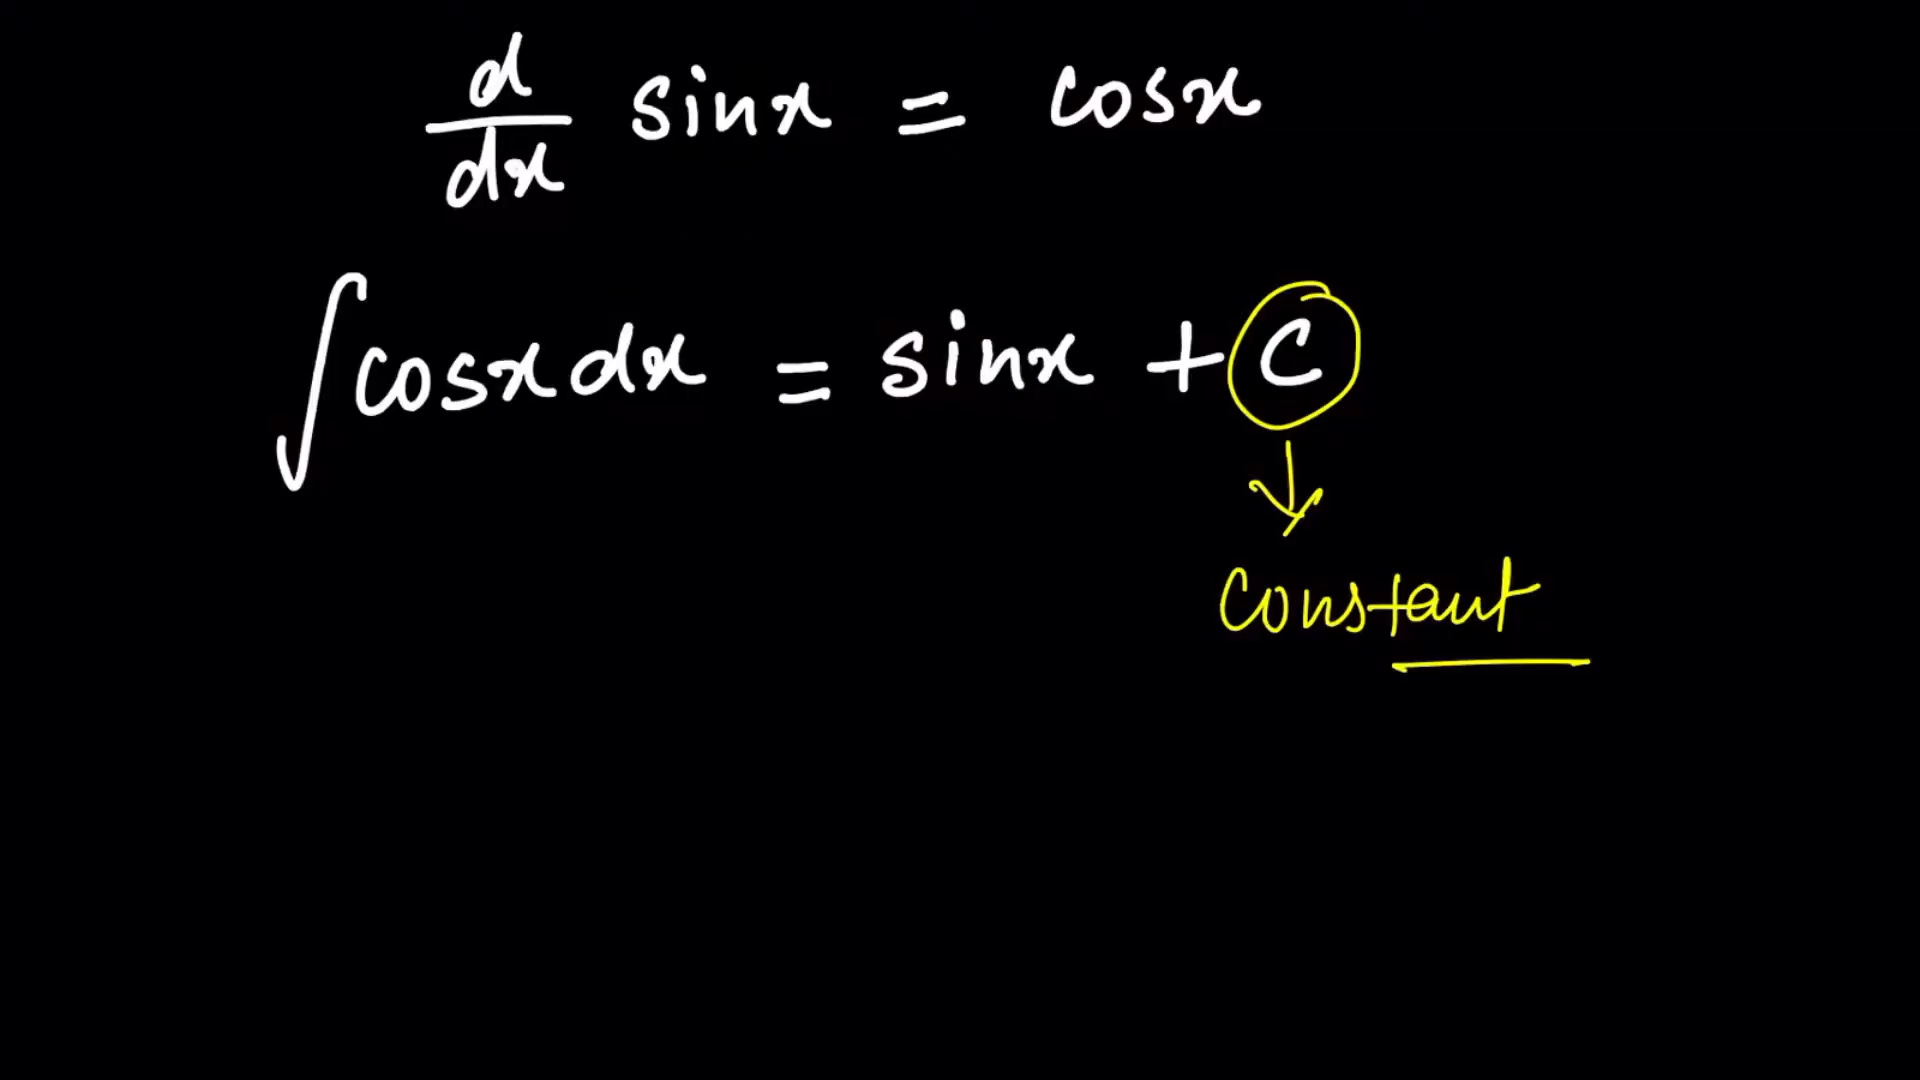 d/dx sinx = cosx
∫cosx dx = sinx + C
↓
constant